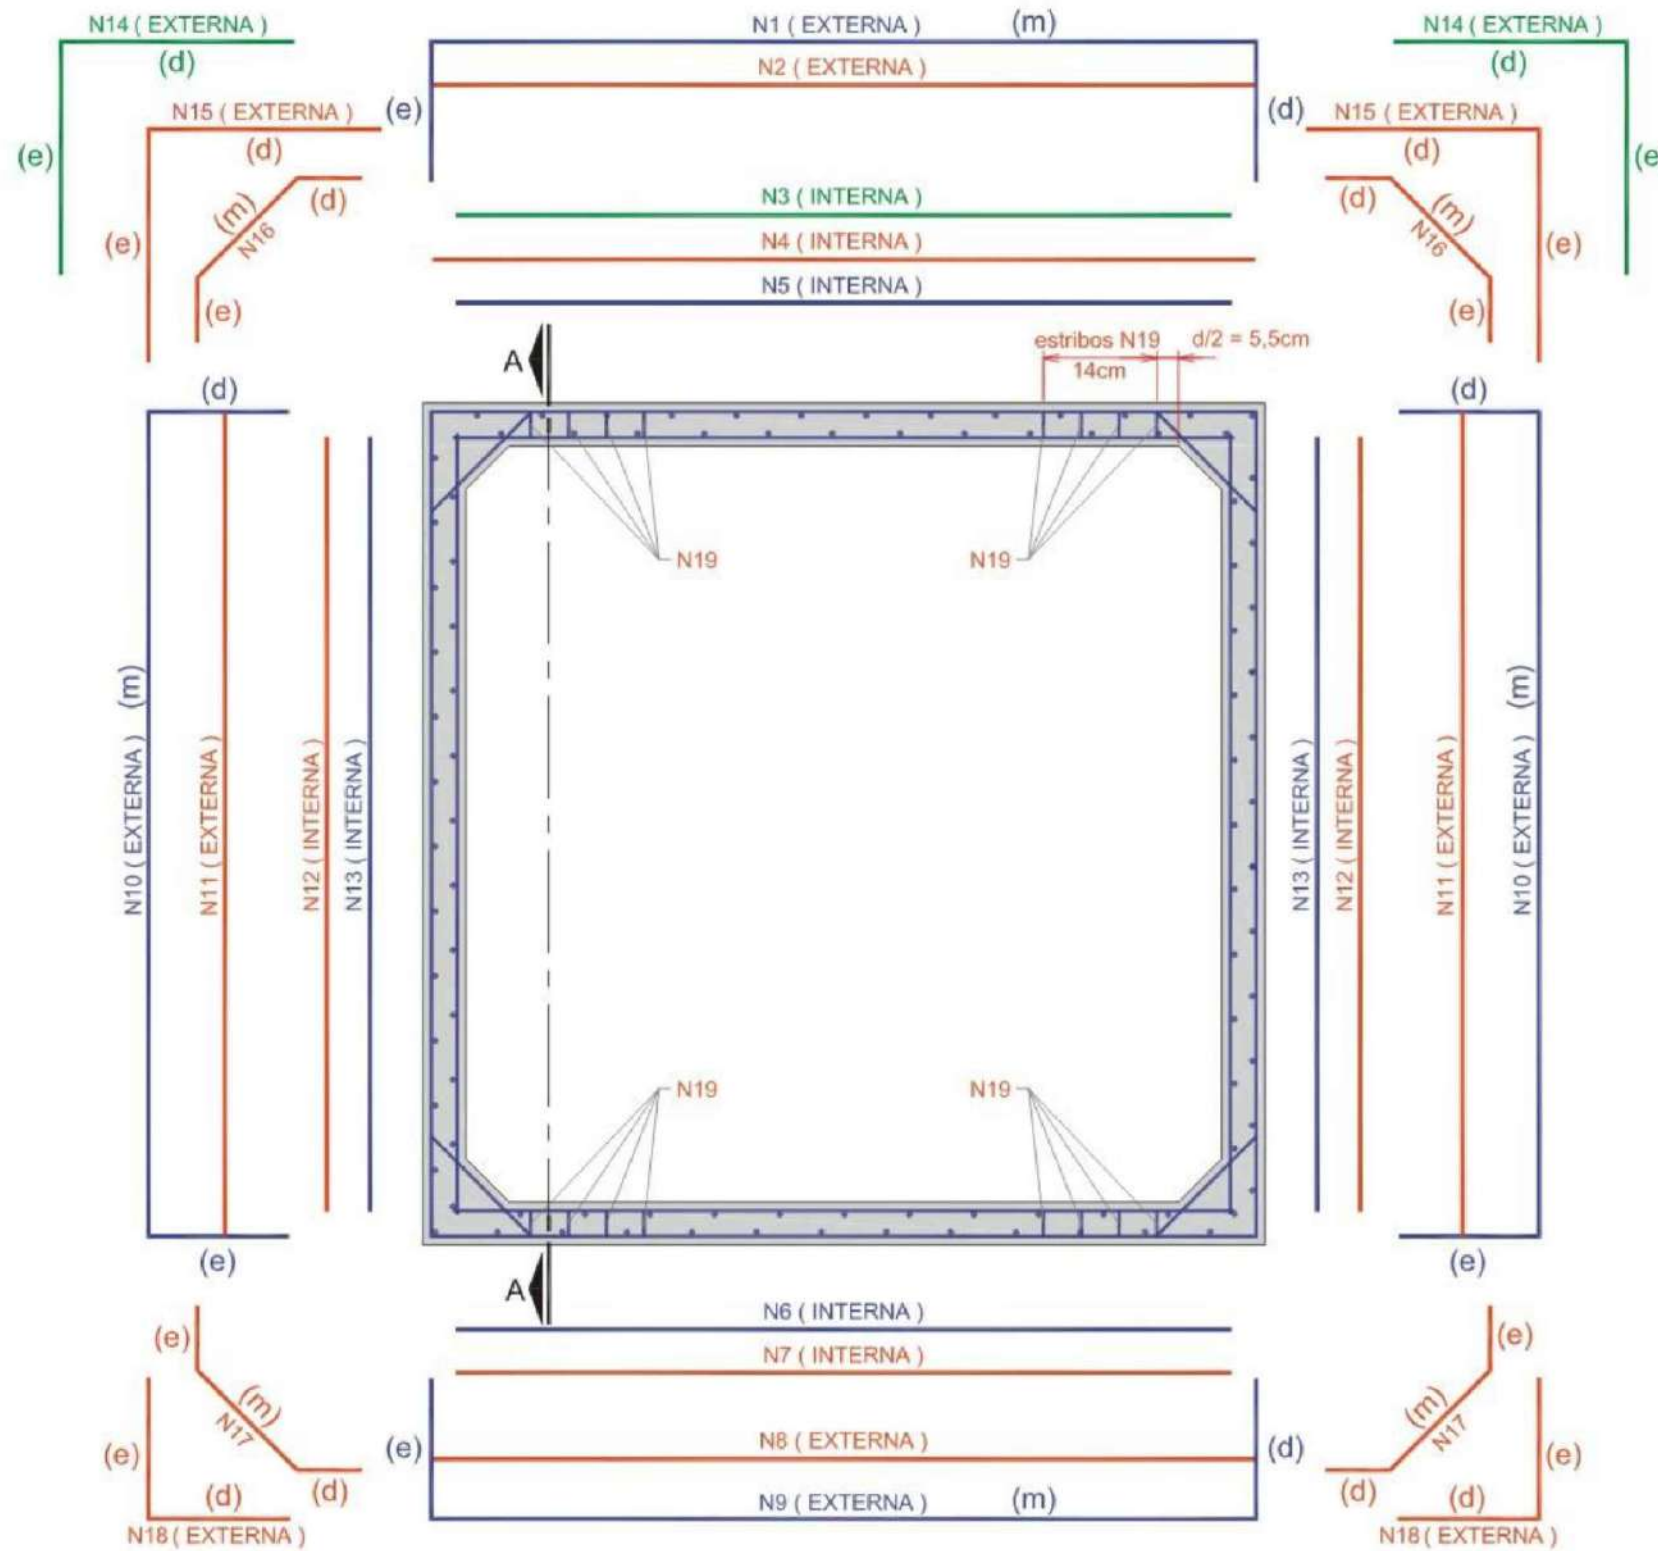 N14 ( EXTERNA )
(d)
(e)
N15 ( EXTERNA )
(d)
(e)
(m)
N16
(d)
(e)
N1 ( EXTERNA ) (m)
N2 ( EXTERNA )
(e)
(d)
N3 ( INTERNA )
N4 ( INTERNA )
N5 ( INTERNA )
N14 ( EXTERNA )
(d)
(e
N15 ( EXTERNA )
(d)
(e)
(d)
(m)
N16
(e)
A
estribos N19
14cm
d/2 = 5,5cm
(d)
N10 ( EXTERNA ) (m)
N11 ( EXTERNA )
N12 ( INTERNA )
N13 ( INTERNA )
(e)
N19
N19
N19
N19
A
(d)
N13 ( INTERNA )
N12 ( INTERNA )
N11 ( EXTERNA )
N10 ( EXTERNA ) (m)
(e)
N6 ( INTERNA )
N7 ( INTERNA )
(e)
(d)
N8 ( EXTERNA )
N9 ( EXTERNA ) (m)
(e)
(m)
N17
(d)
(e)
(d)
N18 ( EXTERNA )
(e)
(m)
N17
(d)
(e)
(d)
N18 ( EXTERNA )